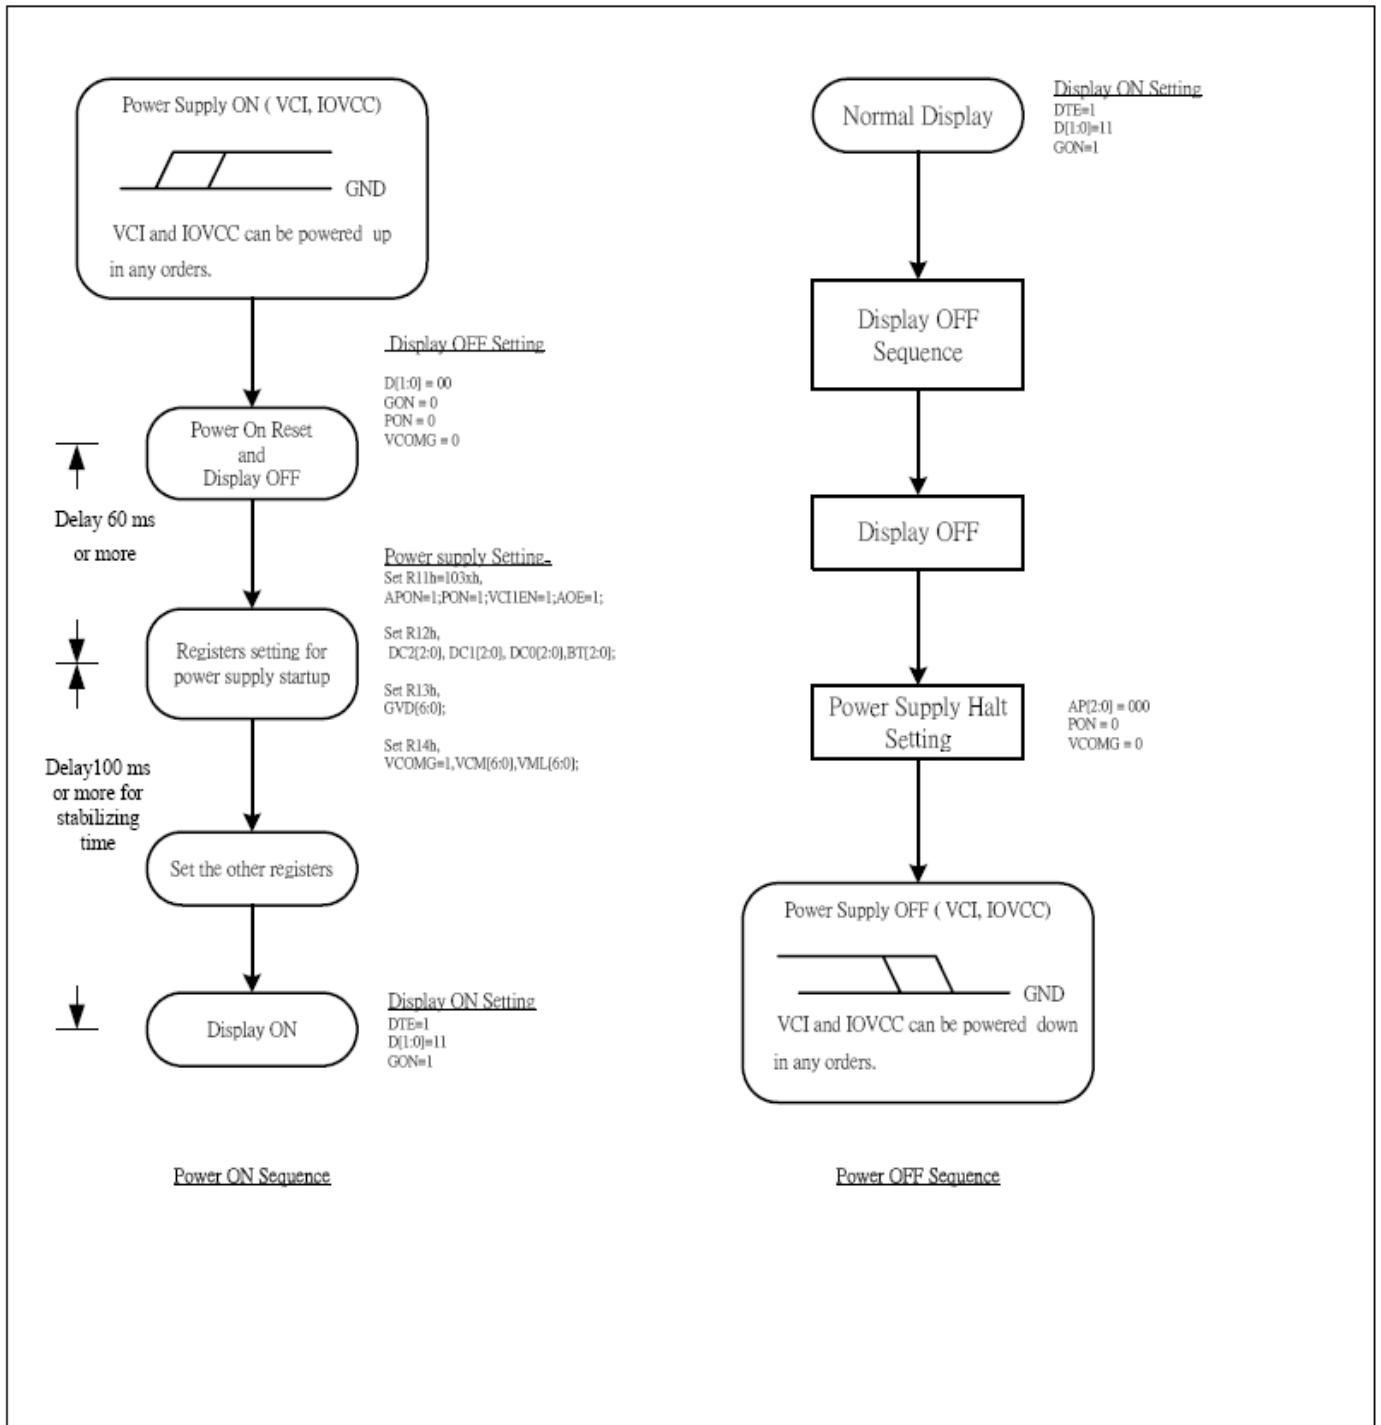 Power Supply ON ( VCI, IOVCC)
GND
VCI and IOVCC can be powered up
in any orders.
Display OFF Setting
D[1:0] = 00
GON = 0
PON = 0
VCOMG = 0
Power On Reset
and
Display OFF
Delay 60 ms
or more
Power supply Setting
Set R11h=103xh,
APON=1;PON=1;VCI1EN=1;AOE=1;
Set R12h,
DC2[2:0], DC1[2:0], DC0[2:0],BT[2:0];
Set R13h,
GVD[6:0];
Set R14h,
VCOMG=1,VCM[6:0],VML[6:0];
Registers setting for
power supply startup
Delay100 ms
or more for
stabilizing
time
Set the other registers
Display ON
Display ON Setting
DTE=1
D[1:0]=11
GON=1
Power ON Sequence
Normal Display
Display ON Setting
DTE=1
D[1:0]=11
GON=1
Display OFF
Sequence
Display OFF
Power Supply Halt
Setting
AP[2:0] = 000
PON = 0
VCOMG = 0
Power Supply OFF ( VCI, IOVCC)
GND
VCI and IOVCC can be powered down
in any orders.
Power OFF Sequence